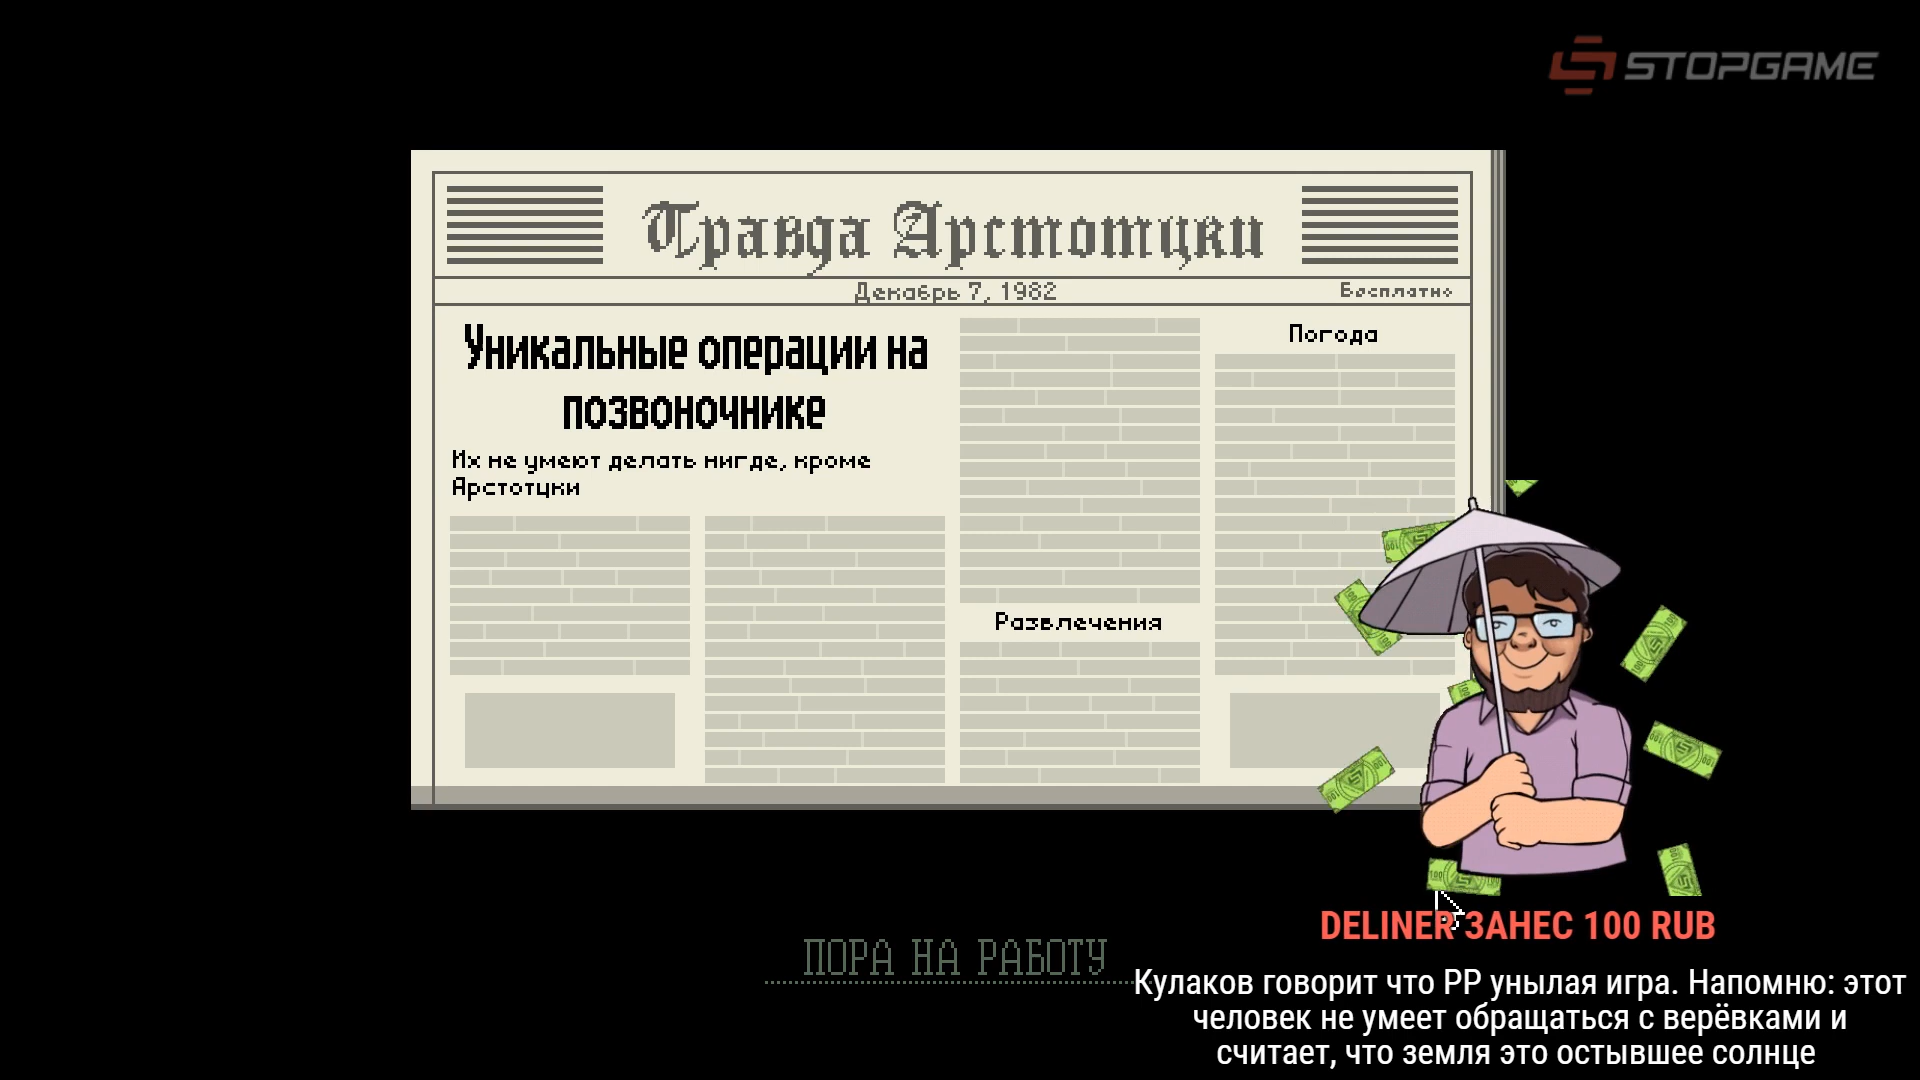 STOPGAME
Правда Арстотцки
Декабрь 7, 1982
Бесплатно
Уникальные операции на
позвоночнике
Их не умеют делать нигде, кроме
Арстотцки
Погода
Развлечения
ПОРА НА РАБОТУ
DELINER ЗАНЕС 100 RUB
Кулаков говорит что PP унылая игра. Напомню: этот
человек не умеет обращаться с верёвками и
считает, что земля это остывшее солнце